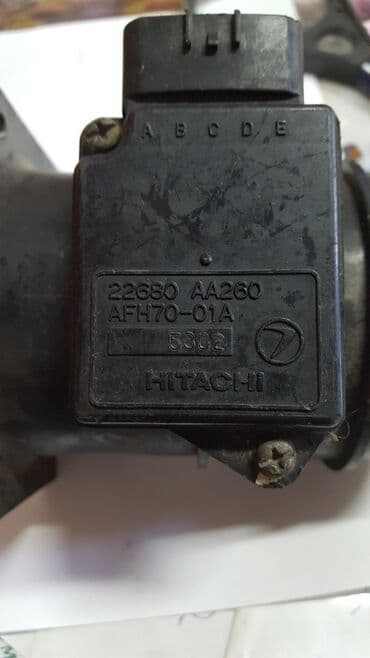 A B C D E
22680 AA260
AFH70-01A
5302
HITACHI